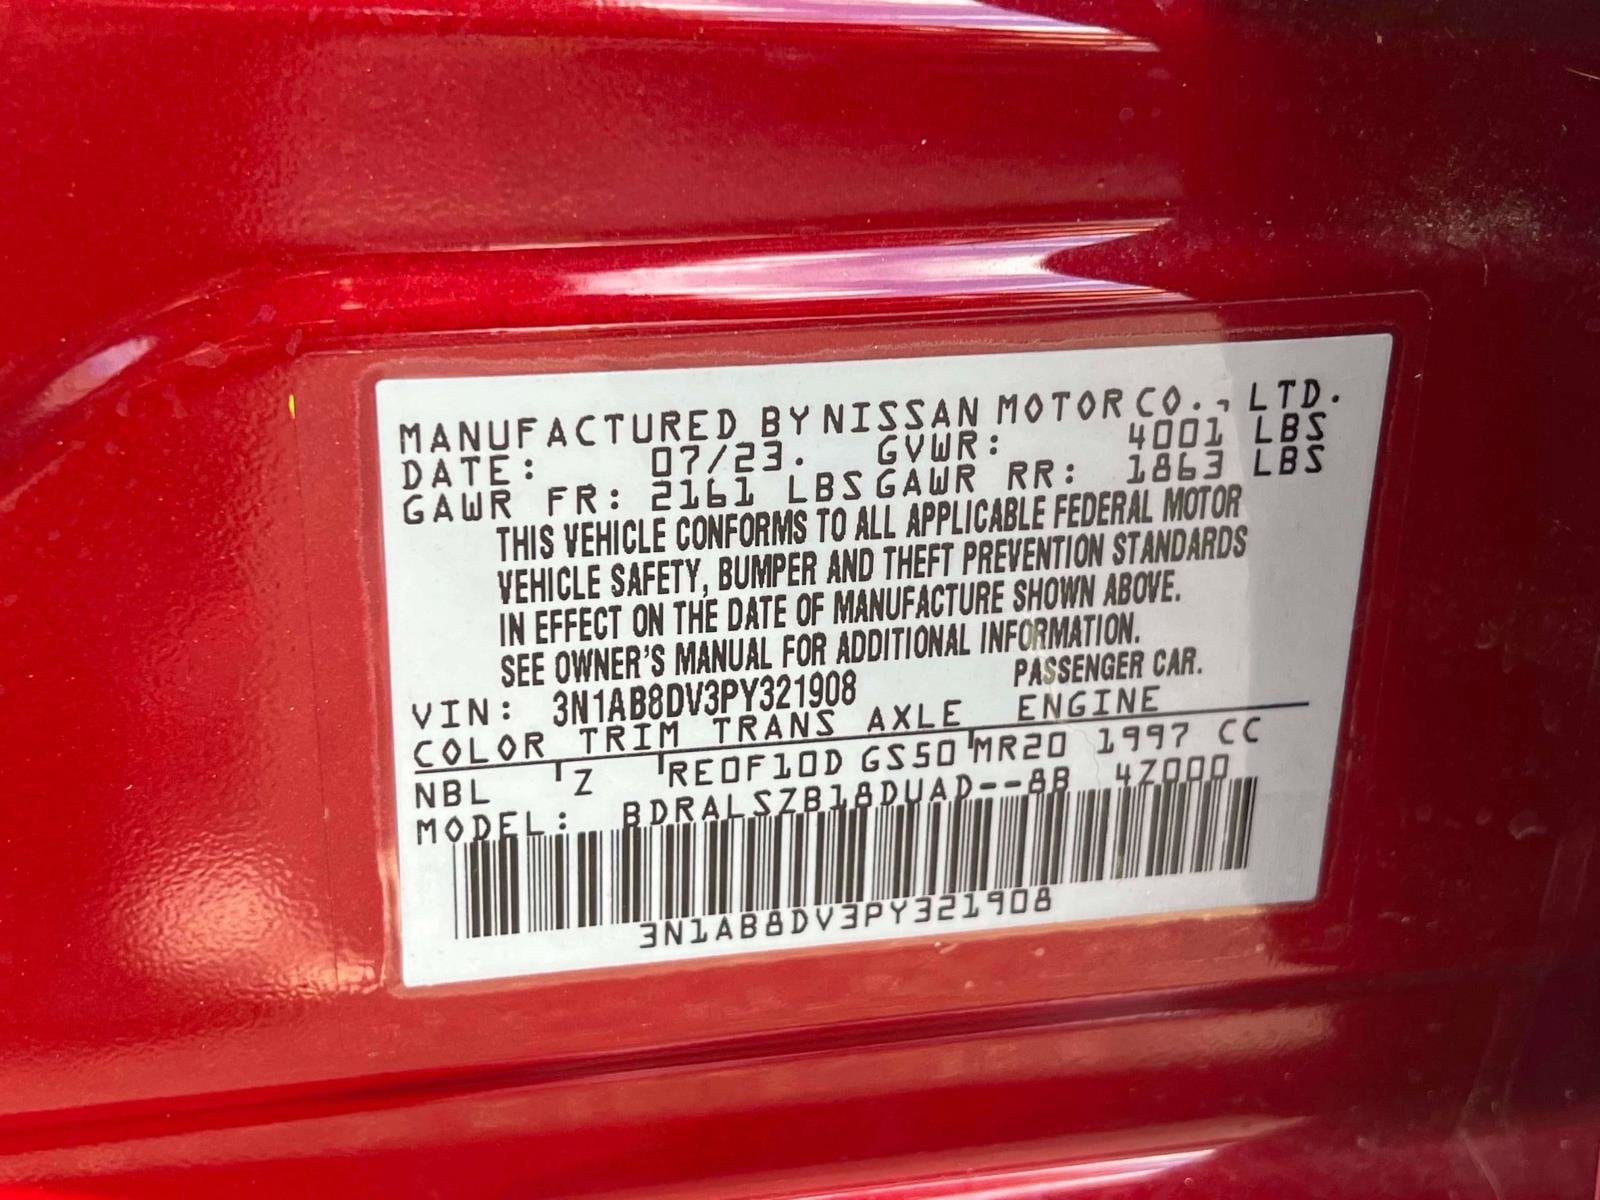 MANUFACTURED BY NISSAN MOTOR CO., LTD.
DATE: 07/23. GVWR: 4001 LBS
GAWR FR: 2161 LBS GAWR RR: 1863 LBS
THIS VEHICLE CONFORMS TO ALL APPLICABLE FEDERAL MOTOR
VEHICLE SAFETY, BUMPER AND THEFT PREVENTION STANDARDS
IN EFFECT ON THE DATE OF MANUFACTURE SHOWN ABOVE.
SEE OWNER'S MANUAL FOR ADDITIONAL INFORMATION.
VIN: 3N1AB8DV3PY321908 PASSENGER CAR.
COLOR TRIM TRANS AXLE ENGINE
NBL Z RE0F10D GS50 MR20 1997 CC
MODEL: BDRALSZB18DUAD--8B 4Z000
3N1AB8DV3PY321908